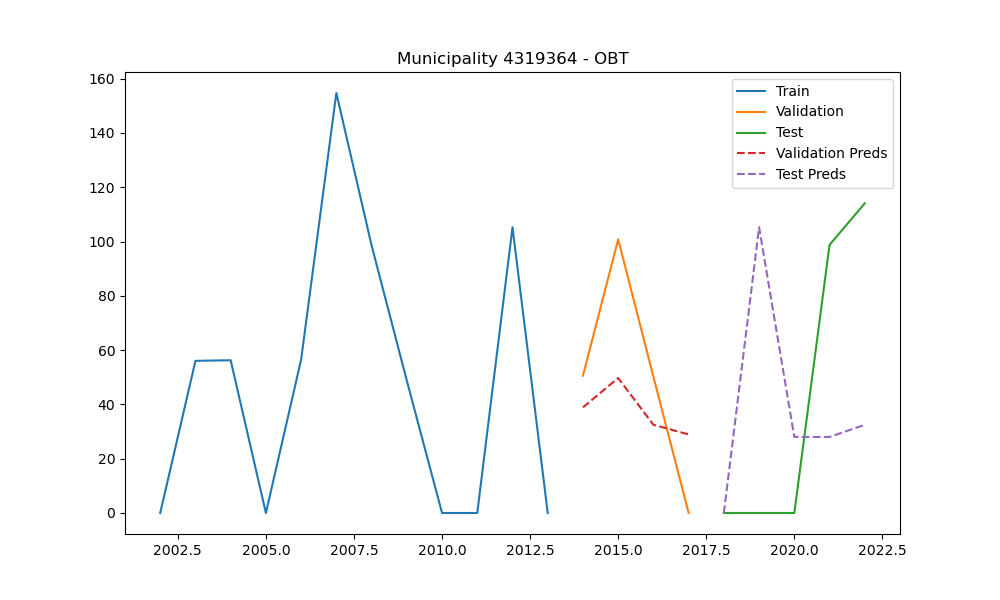 Municipality 4319364 - OBT
160
140
120
100
80
60
40
20
0
2002.5 2005.0 2007.5 2010.0 2012.5 2015.0 2017.5 2020.0 2022.5
Train
Validation
Test
Validation Preds
Test Preds